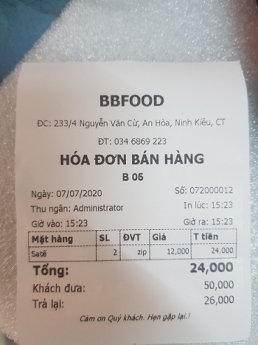 BBFOOD
ĐC: 233/4 Nguyễn Văn Cừ, An Hòa, Ninh Kiều, CT
ĐT: 034 6869 223
HÓA ĐƠN BÁN HÀNG
B 05
Ngày: 07/07/2020 Số: 072000012
Thu ngân: Administrator In lúc: 15:23
Giờ vào: 15:23 Giờ ra: 15:23
Mặt hàng SL ĐVT Giá T tiền
Satế 2 zip 12,000 24,000
Tổng: 24,000
Khách đưa: 50,000
Trả lại: 26,000
Cám ơn Quý khách. Hẹn gặp lại.!